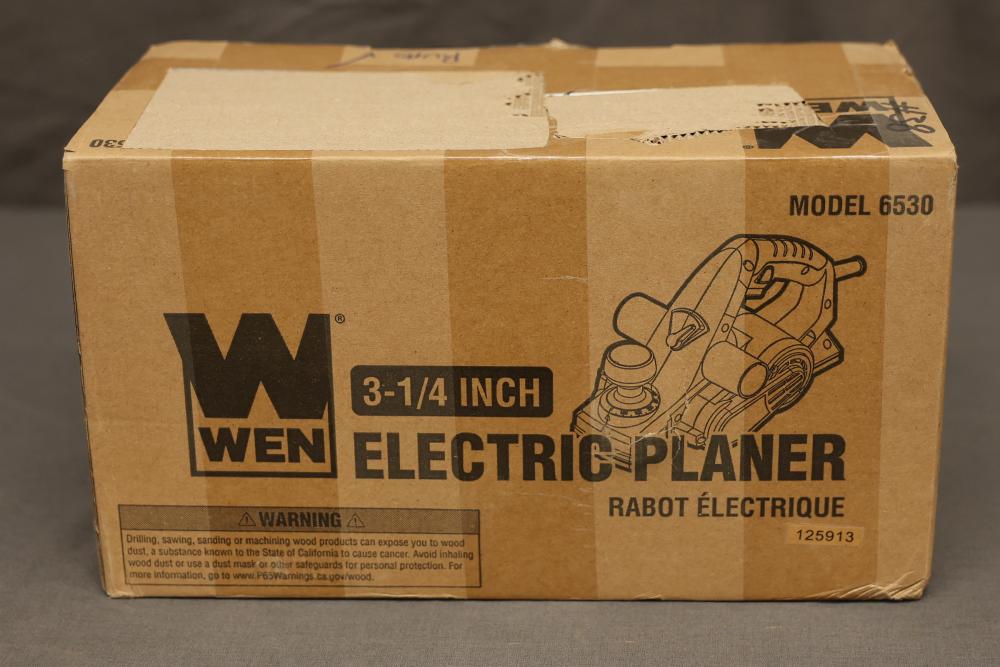 MODEL 6530
W ®
WEN
3-1/4 INCH
ELECTRIC PLANER
RABOT ÉLECTRIQUE
125913
⚠ WARNING ⚠
Drilling, sawing, sanding or machining wood products can expose you to wood
dust, a substance known to the State of California to cause cancer. Avoid inhaling
wood dust or use a dust mask or other safeguards for personal protection. For
more information, go to www.P65Warnings.ca.gov/wood.